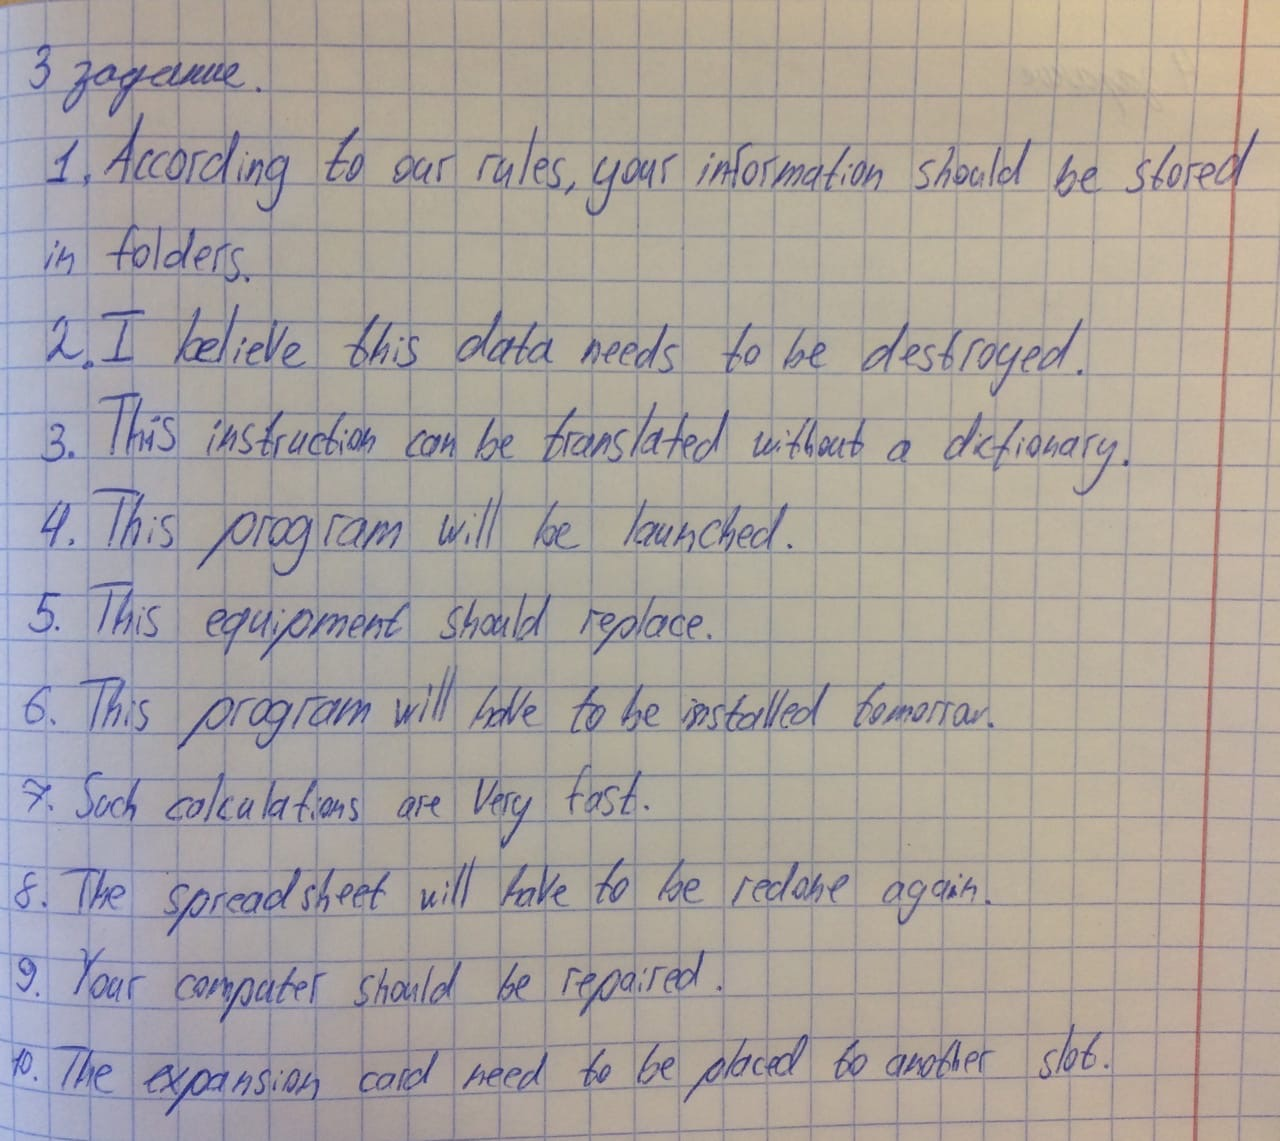 3 задание.
1. According to our rules, your information should be stored
in folders.
2. I believe this data needs to be destroyed.
3. This instruction can be translated without a dictionary.
4. This program will be launched.
5. This equipment should replace.
6. This program will have to be installed tomorrow.
7. Such calculations are very fast.
8. The spreadsheet will have to be redone again.
9. Your computer should be repaired.
10. The expansion card need to be placed to another slot.